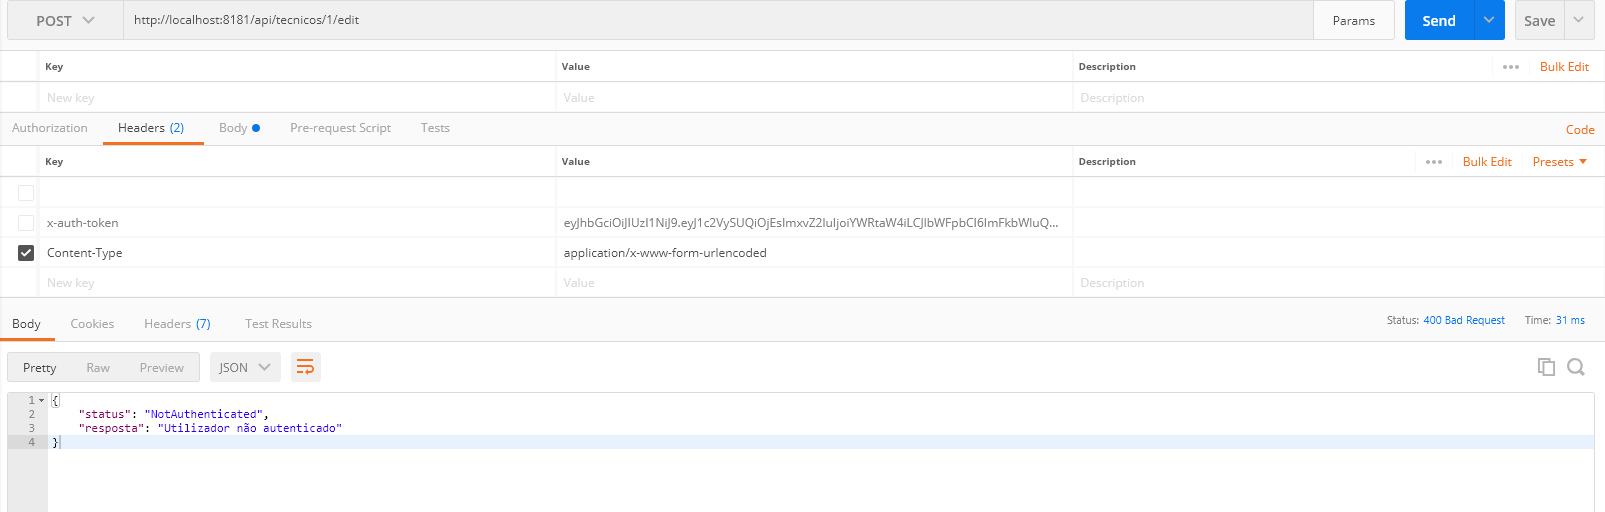 POST http://localhost:8181/api/tecnicos/1/edit Params Send Save
Key Value Description Bulk Edit
New key Value Description
Authorization Headers (2) Body Pre-request Script Tests Code
Key Value Description Bulk Edit Presets
x-auth-token eyJhbGciOiJIUzI1NiJ9.eyJ1c2VySUQiOjEsImxvZ2luIjoiYWRtaW4iLCJlbWFpbCI6ImFkbWluQ...
Content-Type application/x-www-form-urlencoded
New key Value Description
Body Cookies Headers (7) Test Results Status: 400 Bad Request Time: 31 ms
Pretty Raw Preview JSON
1 {
2 "status": "NotAuthenticated",
3 "resposta": "Utilizador não autenticado"
4 }